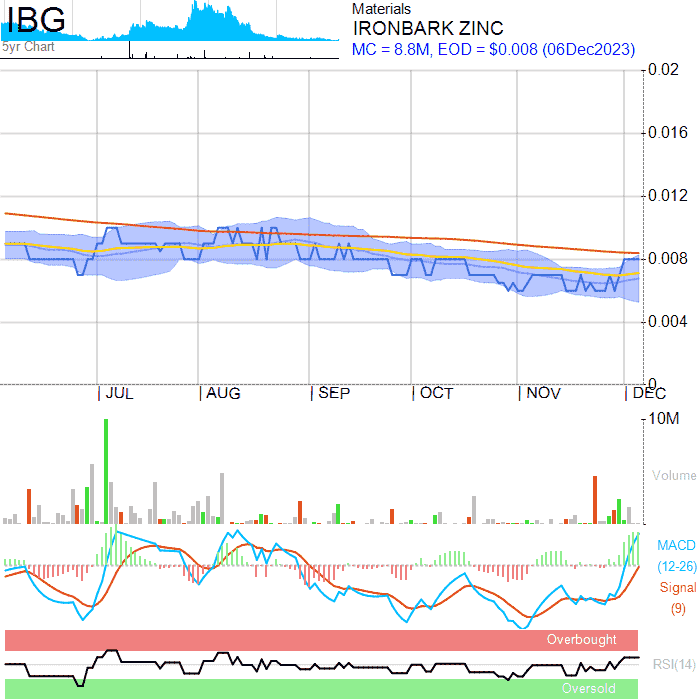 IBG
5yr Chart
Materials
IRONBARK ZINC
MC = 8.8M, EOD = $0.008 (06Dec2023)
0.02
0.016
0.012
0.008
0.004
0
JUL AUG SEP OCT NOV DEC
10M
Volume
MACD
(12-26)
Signal
(9)
Overbought
RSI(14)
Oversold